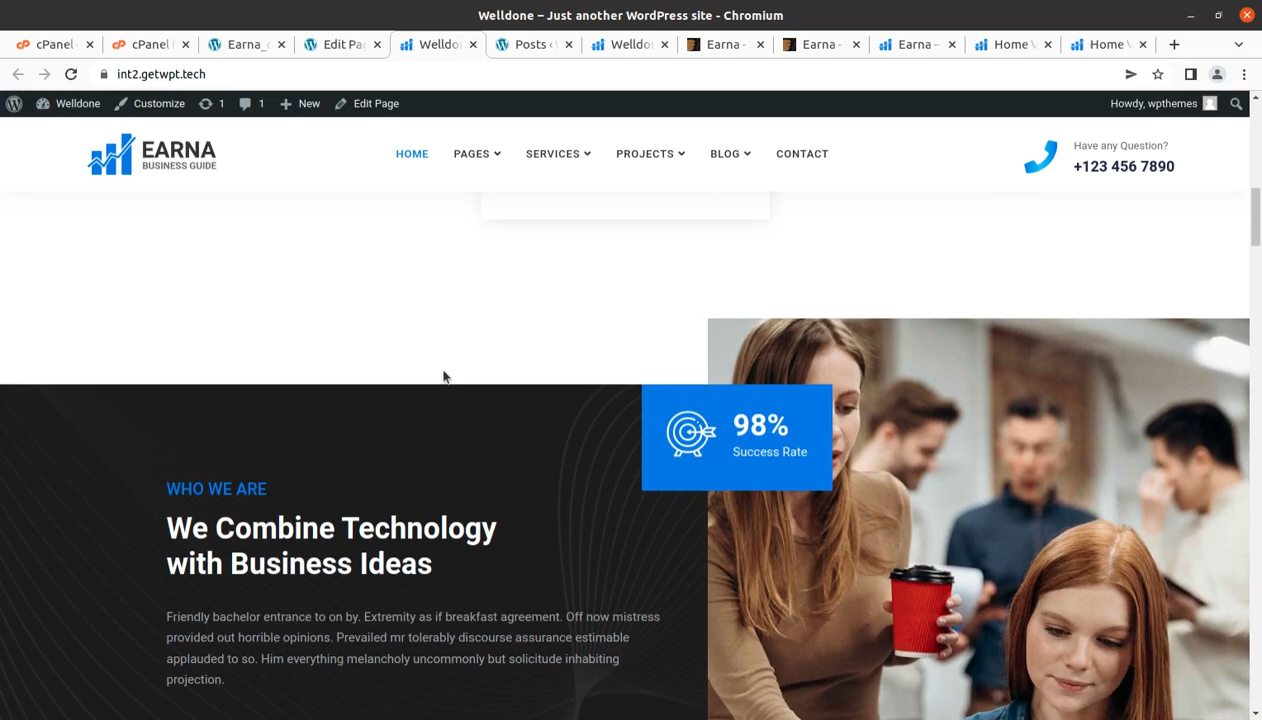 Welldone – Just another WordPress site - Chromium
cPanel
cPanel
Earna_
Edit Pa
Welldo
Posts ‹
Welldo
Earna -
Earna -
Earna –
Home
Home
int2.getwpt.tech
Welldone
Customize
1
1
New
Edit Page
Howdy, wpthemes
EARNA
BUSINESS GUIDE
HOME
PAGES
SERVICES
PROJECTS
BLOG
CONTACT
Have any Question?
+123 456 7890
98%
Success Rate
WHO WE ARE
We Combine Technology
with Business Ideas
Friendly bachelor entrance to on by. Extremity as if breakfast agreement. Off now mistress
provided out horrible opinions. Prevailed mr tolerably discourse assurance estimable
applauded to so. Him everything melancholy uncommonly but solicitude inhabiting
projection.